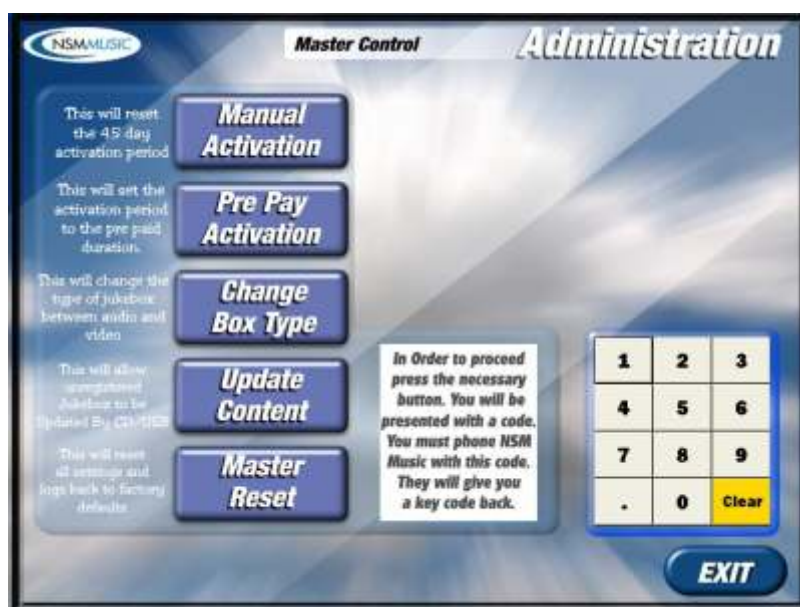 NSMMUSIC
Master Control
Administration
This will reset
the 45 day
activation period
Manual
Activation
This will set the
activation period
to the pre paid
duration.
Pre Pay
Activation
This will change the
type of jukebox
between audio and
video
Change
Box Type
This will allow
unregistered
Jukebox to be
Updated By CD/USB
Update
Content
This will reset
all settings and
logs back to factory
defaults
Master
Reset
In Order to proceed
press the necessary
button. You will be
presented with a code.
You must phone NSM
Music with this code.
They will give you
a key code back.
1 2 3
4 5 6
7 8 9
. 0 Clear
EXIT